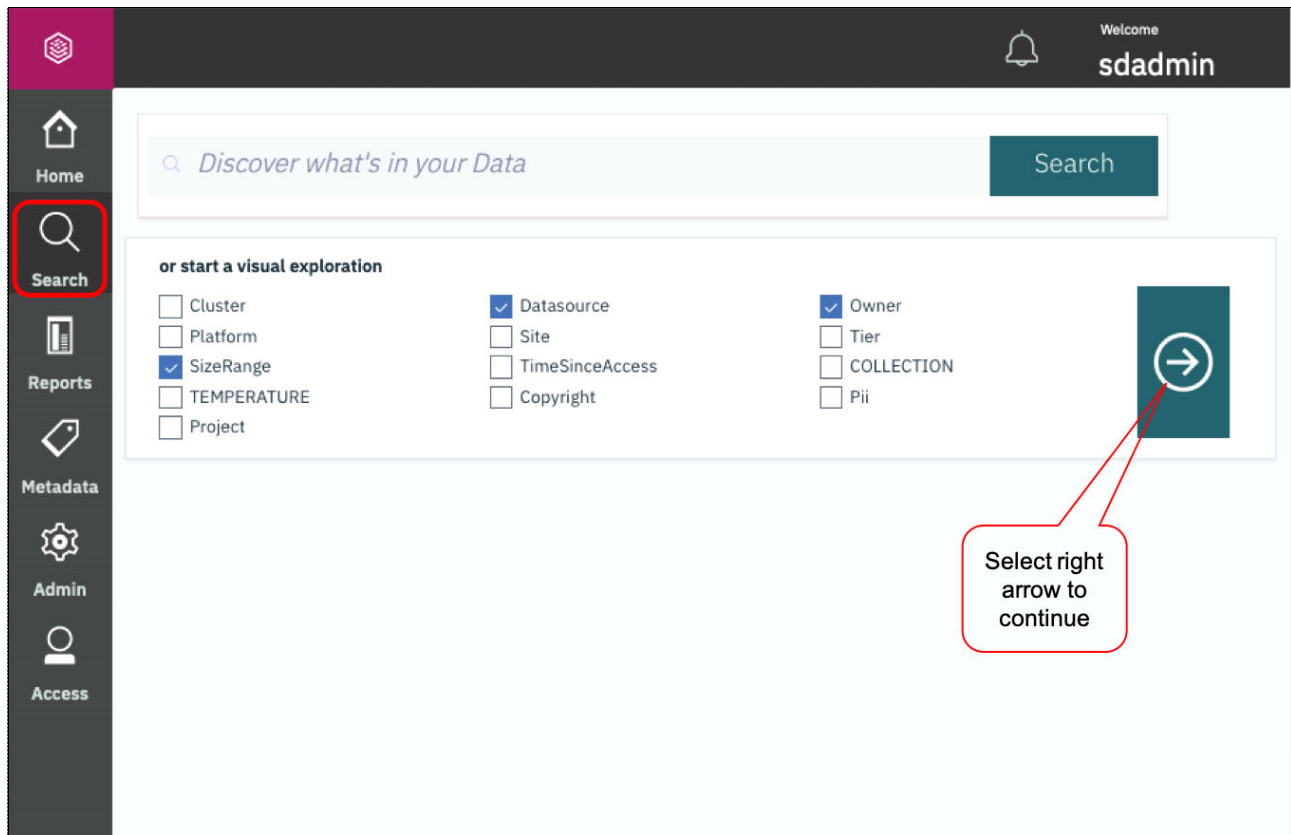 Welcome
sdadmin
Home
Search
Reports
Metadata
Admin
Access
Discover what's in your Data
Search
or start a visual exploration
Cluster
Datasource
Owner
Platform
Site
Tier
SizeRange
TimeSinceAccess
COLLECTION
TEMPERATURE
Copyright
Pii
Project
Select right
arrow to
continue